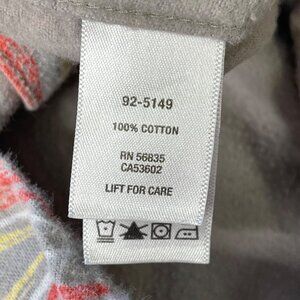 92-5149
100% COTTON
RN 56835
CA53602
LIFT FOR CARE